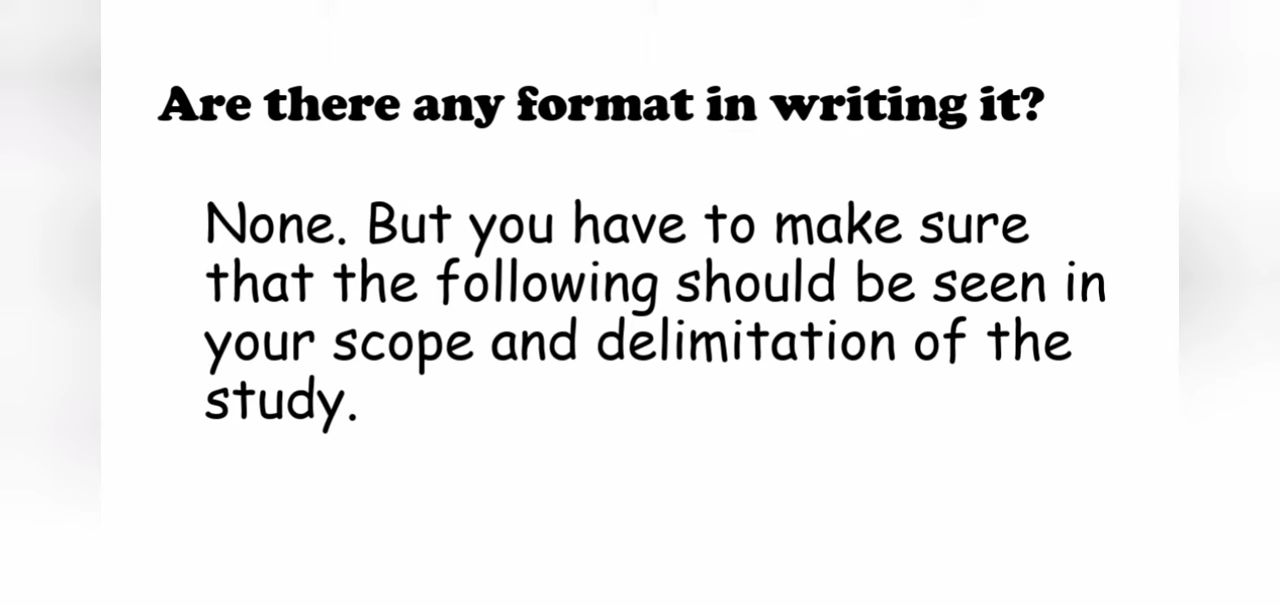 Are there any format in writing it?
None. But you have to make sure
that the following should be seen in
your scope and delimitation of the
study.